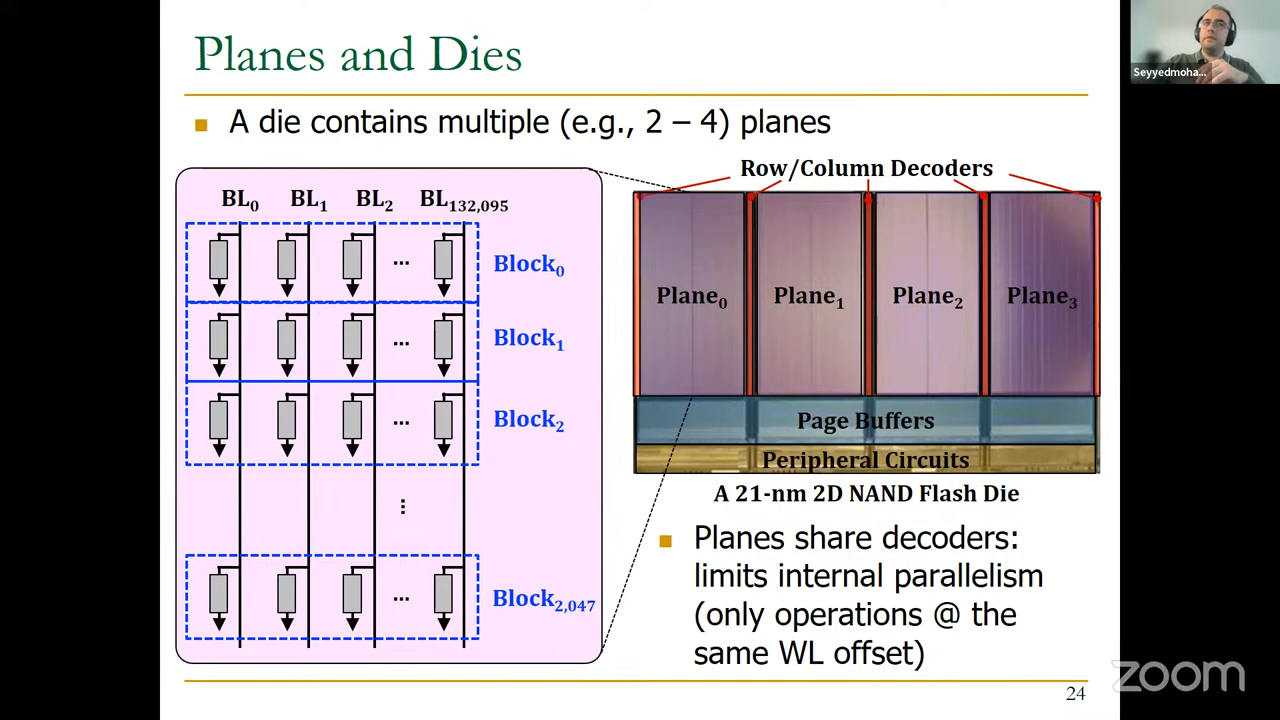 Planes and Dies
A die contains multiple (e.g., 2 – 4) planes
BL0 BL1 BL2 BL132,095
... Block0
... Block1
... Block2
⋮
... Block2,047
Row/Column Decoders
Plane0 Plane1 Plane2 Plane3
Page Buffers
Peripheral Circuits
A 21-nm 2D NAND Flash Die
Planes share decoders:
limits internal parallelism
(only operations @ the
same WL offset)
24
Seyyedmoha...
zoom